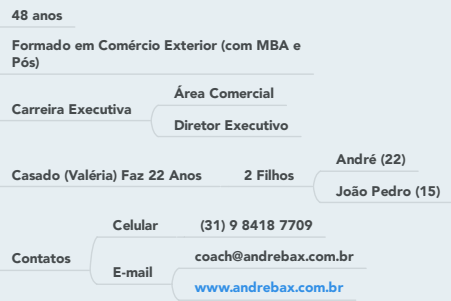 48 anos
Formado em Comércio Exterior (com MBA e
Pós)
Carreira Executiva
Área Comercial
Diretor Executivo
Casado (Valéria) Faz 22 Anos
2 Filhos
André (22)
João Pedro (15)
Contatos
Celular
(31) 9 8418 7709
E-mail
coach@andrebax.com.br
www.andrebax.com.br